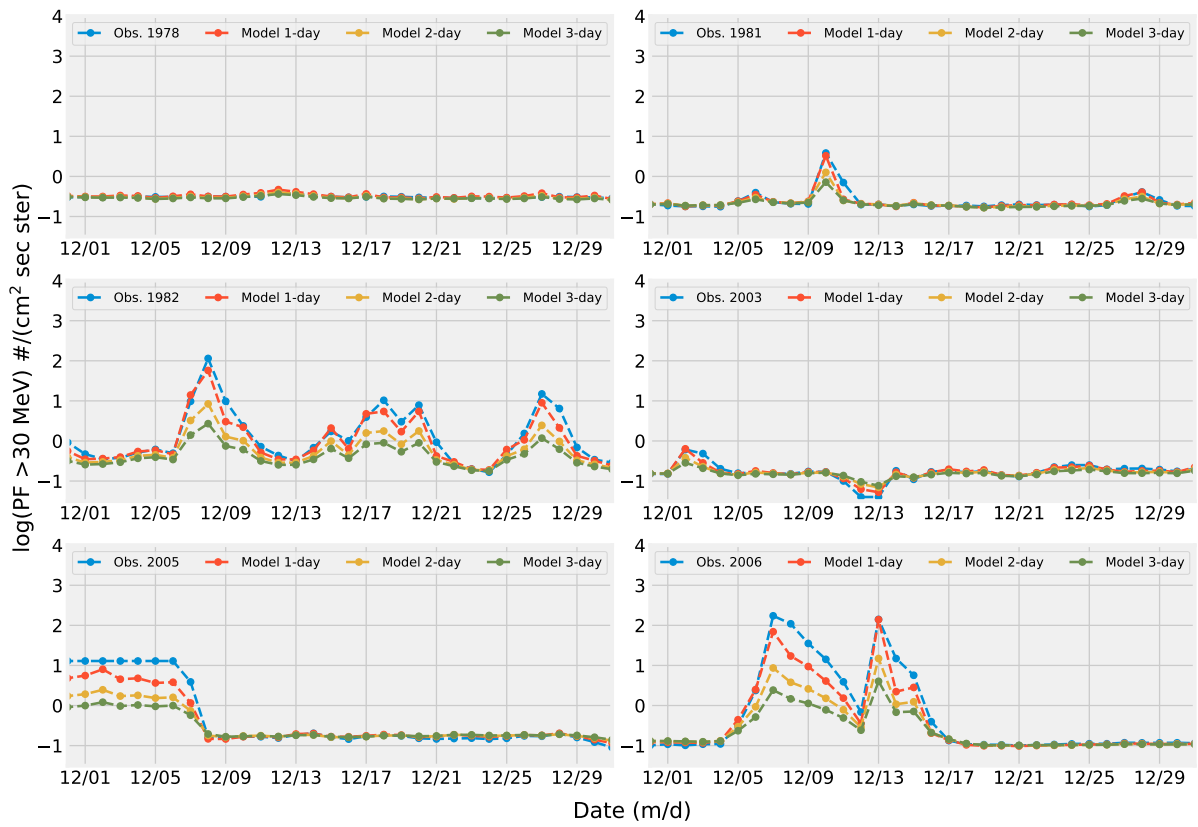 log(PF >30 MeV) #/(cm² sec ster)
4
3
2
1
0
−1
Obs. 1978 Model 1-day Model 2-day Model 3-day
12/01 12/05 12/09 12/13 12/17 12/21 12/25 12/29
4
3
2
1
0
−1
Obs. 1981 Model 1-day Model 2-day Model 3-day
12/01 12/05 12/09 12/13 12/17 12/21 12/25 12/29
4
3
2
1
0
−1
Obs. 1982 Model 1-day Model 2-day Model 3-day
12/01 12/05 12/09 12/13 12/17 12/21 12/25 12/29
4
3
2
1
0
−1
Obs. 2003 Model 1-day Model 2-day Model 3-day
12/01 12/05 12/09 12/13 12/17 12/21 12/25 12/29
4
3
2
1
0
−1
Obs. 2005 Model 1-day Model 2-day Model 3-day
12/01 12/05 12/09 12/13 12/17 12/21 12/25 12/29
4
3
2
1
0
−1
Obs. 2006 Model 1-day Model 2-day Model 3-day
12/01 12/05 12/09 12/13 12/17 12/21 12/25 12/29
Date (m/d)